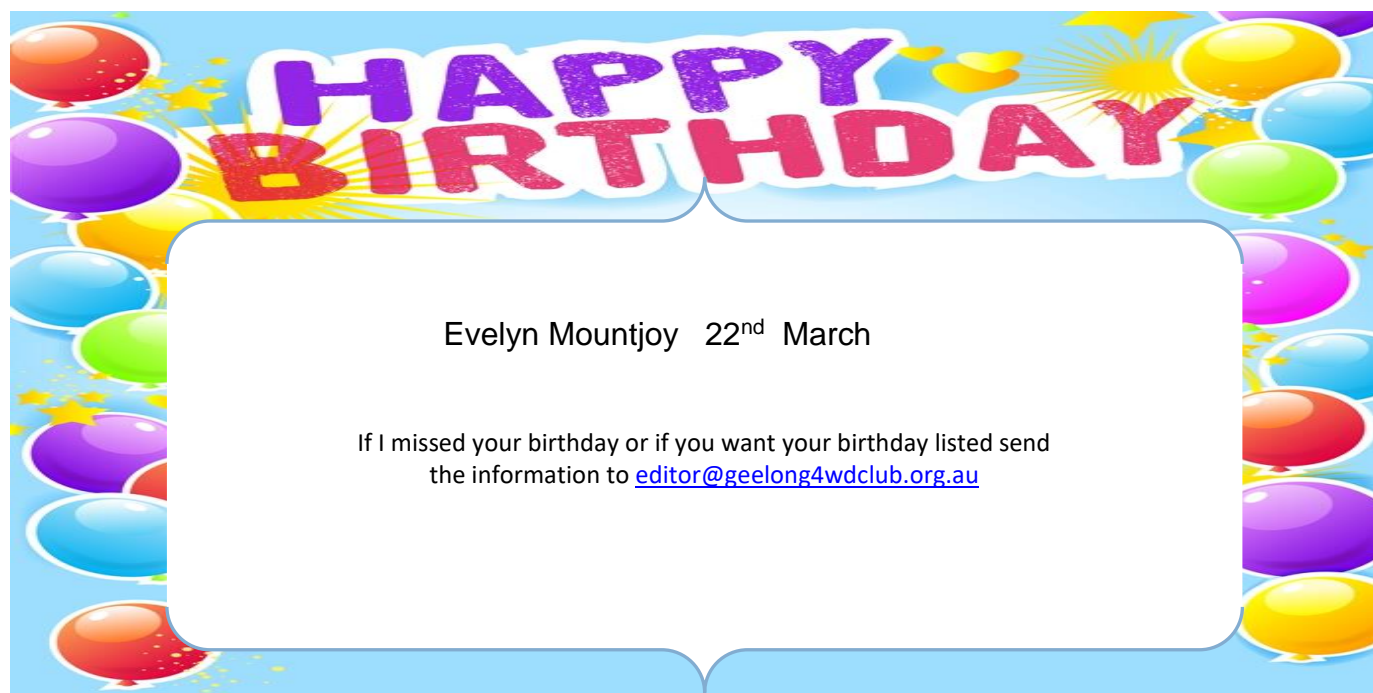 HAPPY
BIRTHDAY
Evelyn Mountjoy 22nd March
If I missed your birthday or if you want your birthday listed send
the information to editor@geelong4wdclub.org.au